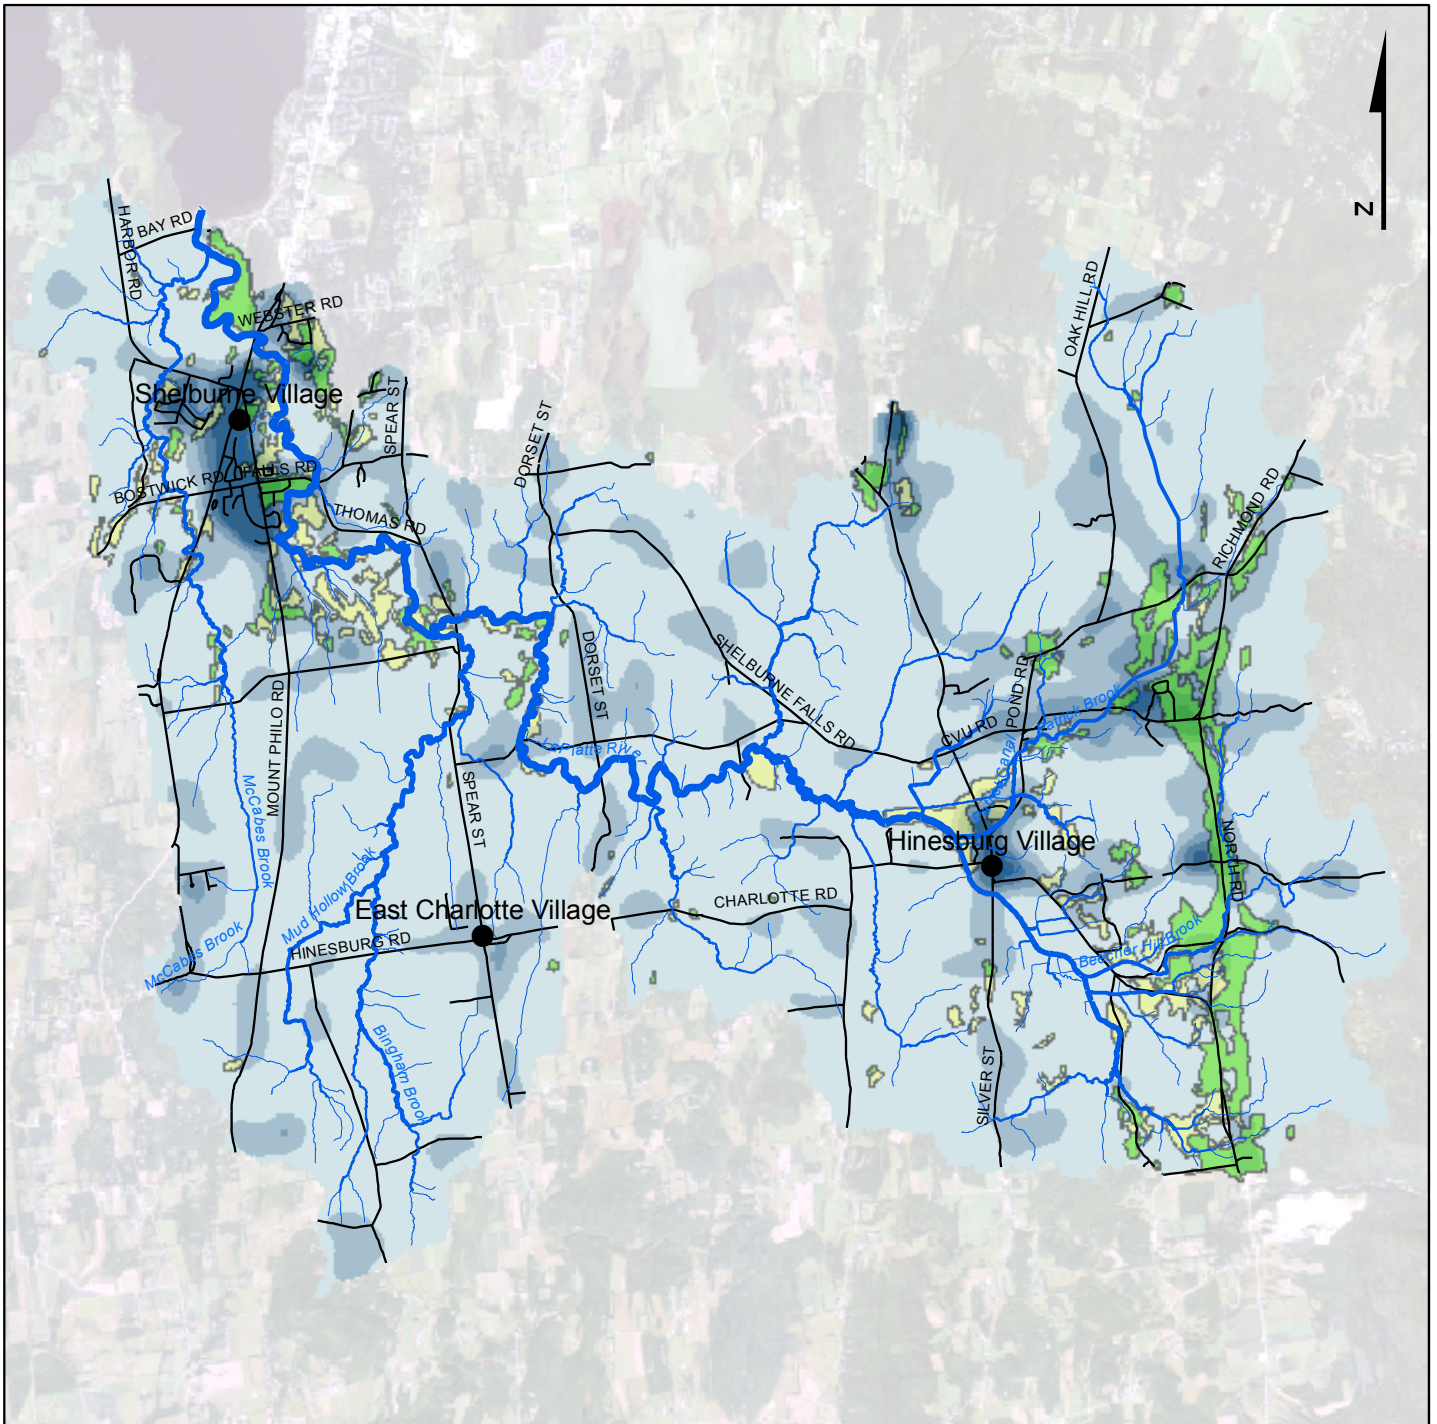 N
HARBOR RD
BAY RD
WEBSTER RD
OAK HILL RD
Shelburne Village
SPEAR ST
DORSET ST
BOSTWICK RD
FALLS RD
THOMAS RD
RICHMOND RD
DORSET ST
SHELBURNE FALLS RD
POND RD
CVU RD
Patrick Brook
MOUNT PHILO RD
LaPlatte River
Canal
McCabes Brook
SPEAR ST
Hinesburg Village
NORTH RD
Mud Hollow Brook
East Charlotte Village
CHARLOTTE RD
McCabes Brook
HINESBURG RD
Beecher Hill Brook
Bingham Brook
SILVER ST